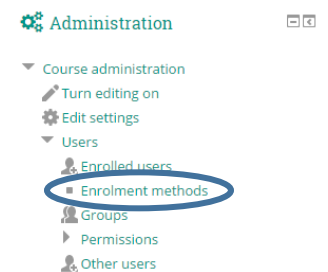 Administration
Course administration
Turn editing on
Edit settings
Users
Enrolled users
Enrolment methods
Groups
Permissions
Other users